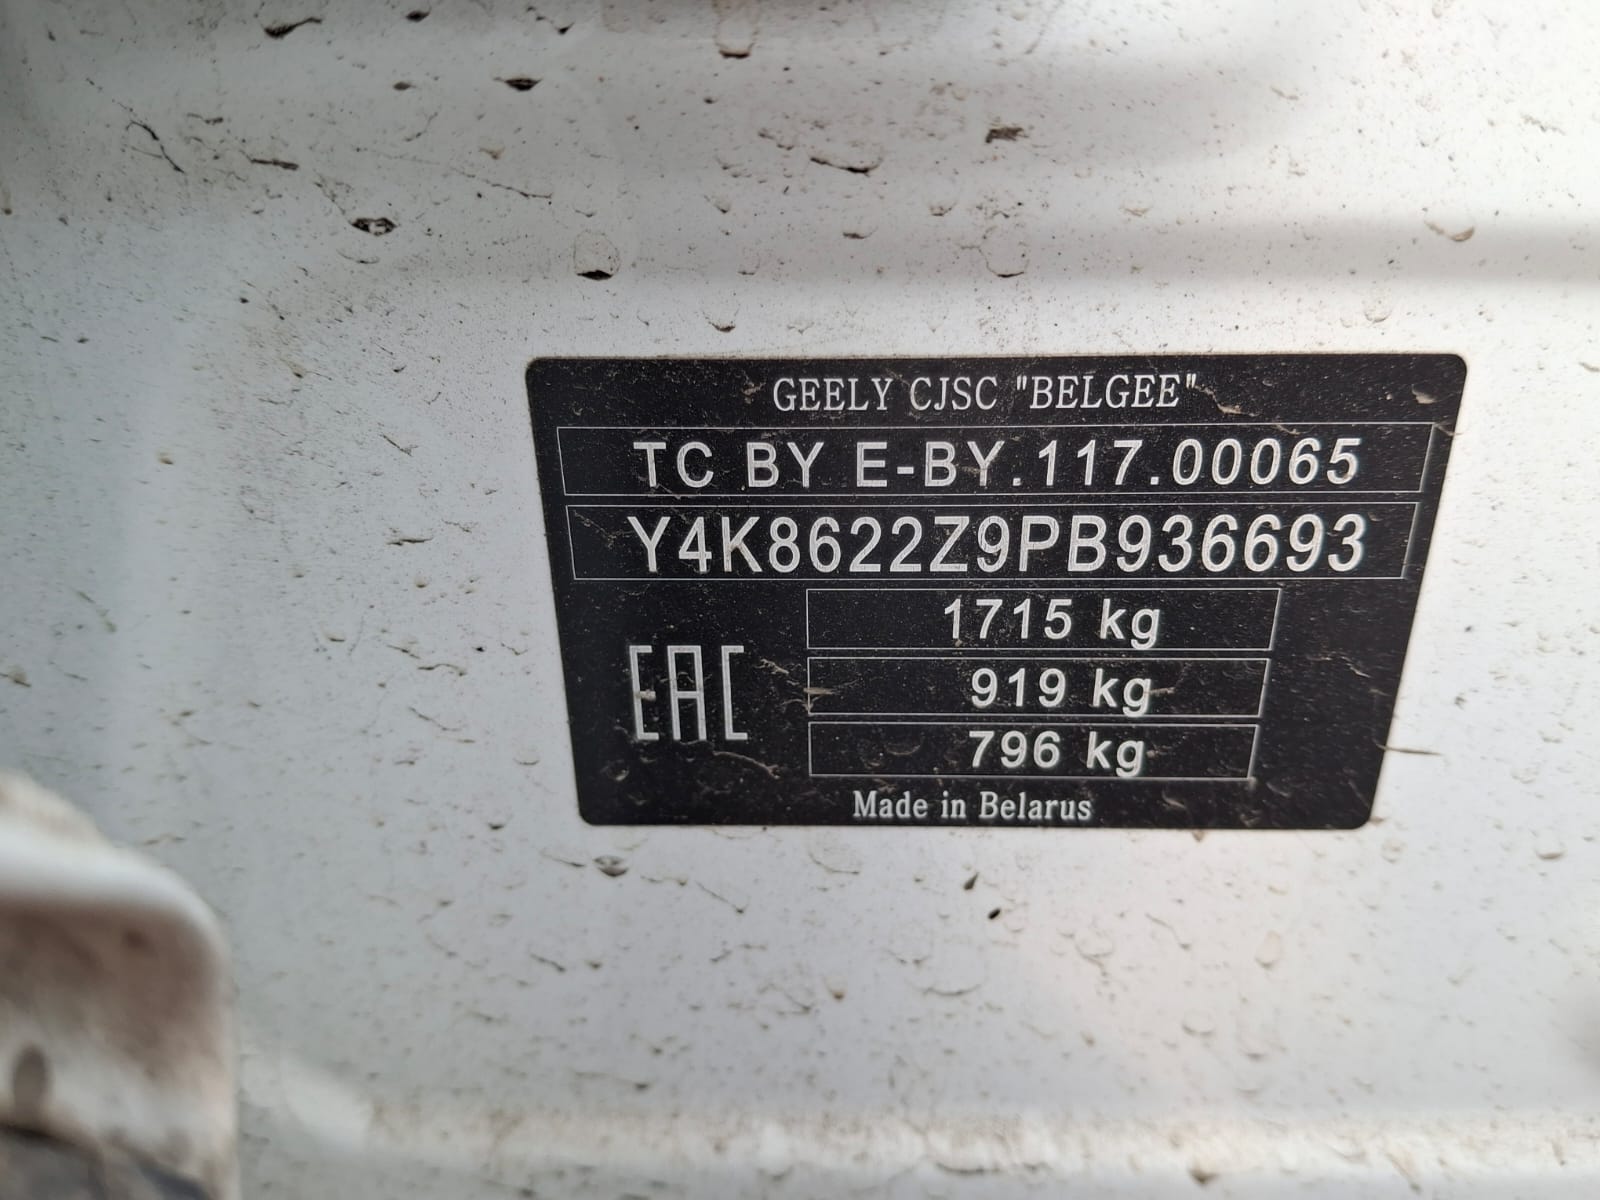 GEELY CJSC "BELGEE"
TC BY E-BY.117.00065
Y4K8622Z9PB936693
1715 kg
EAC
919 kg
796 kg
Made in Belarus